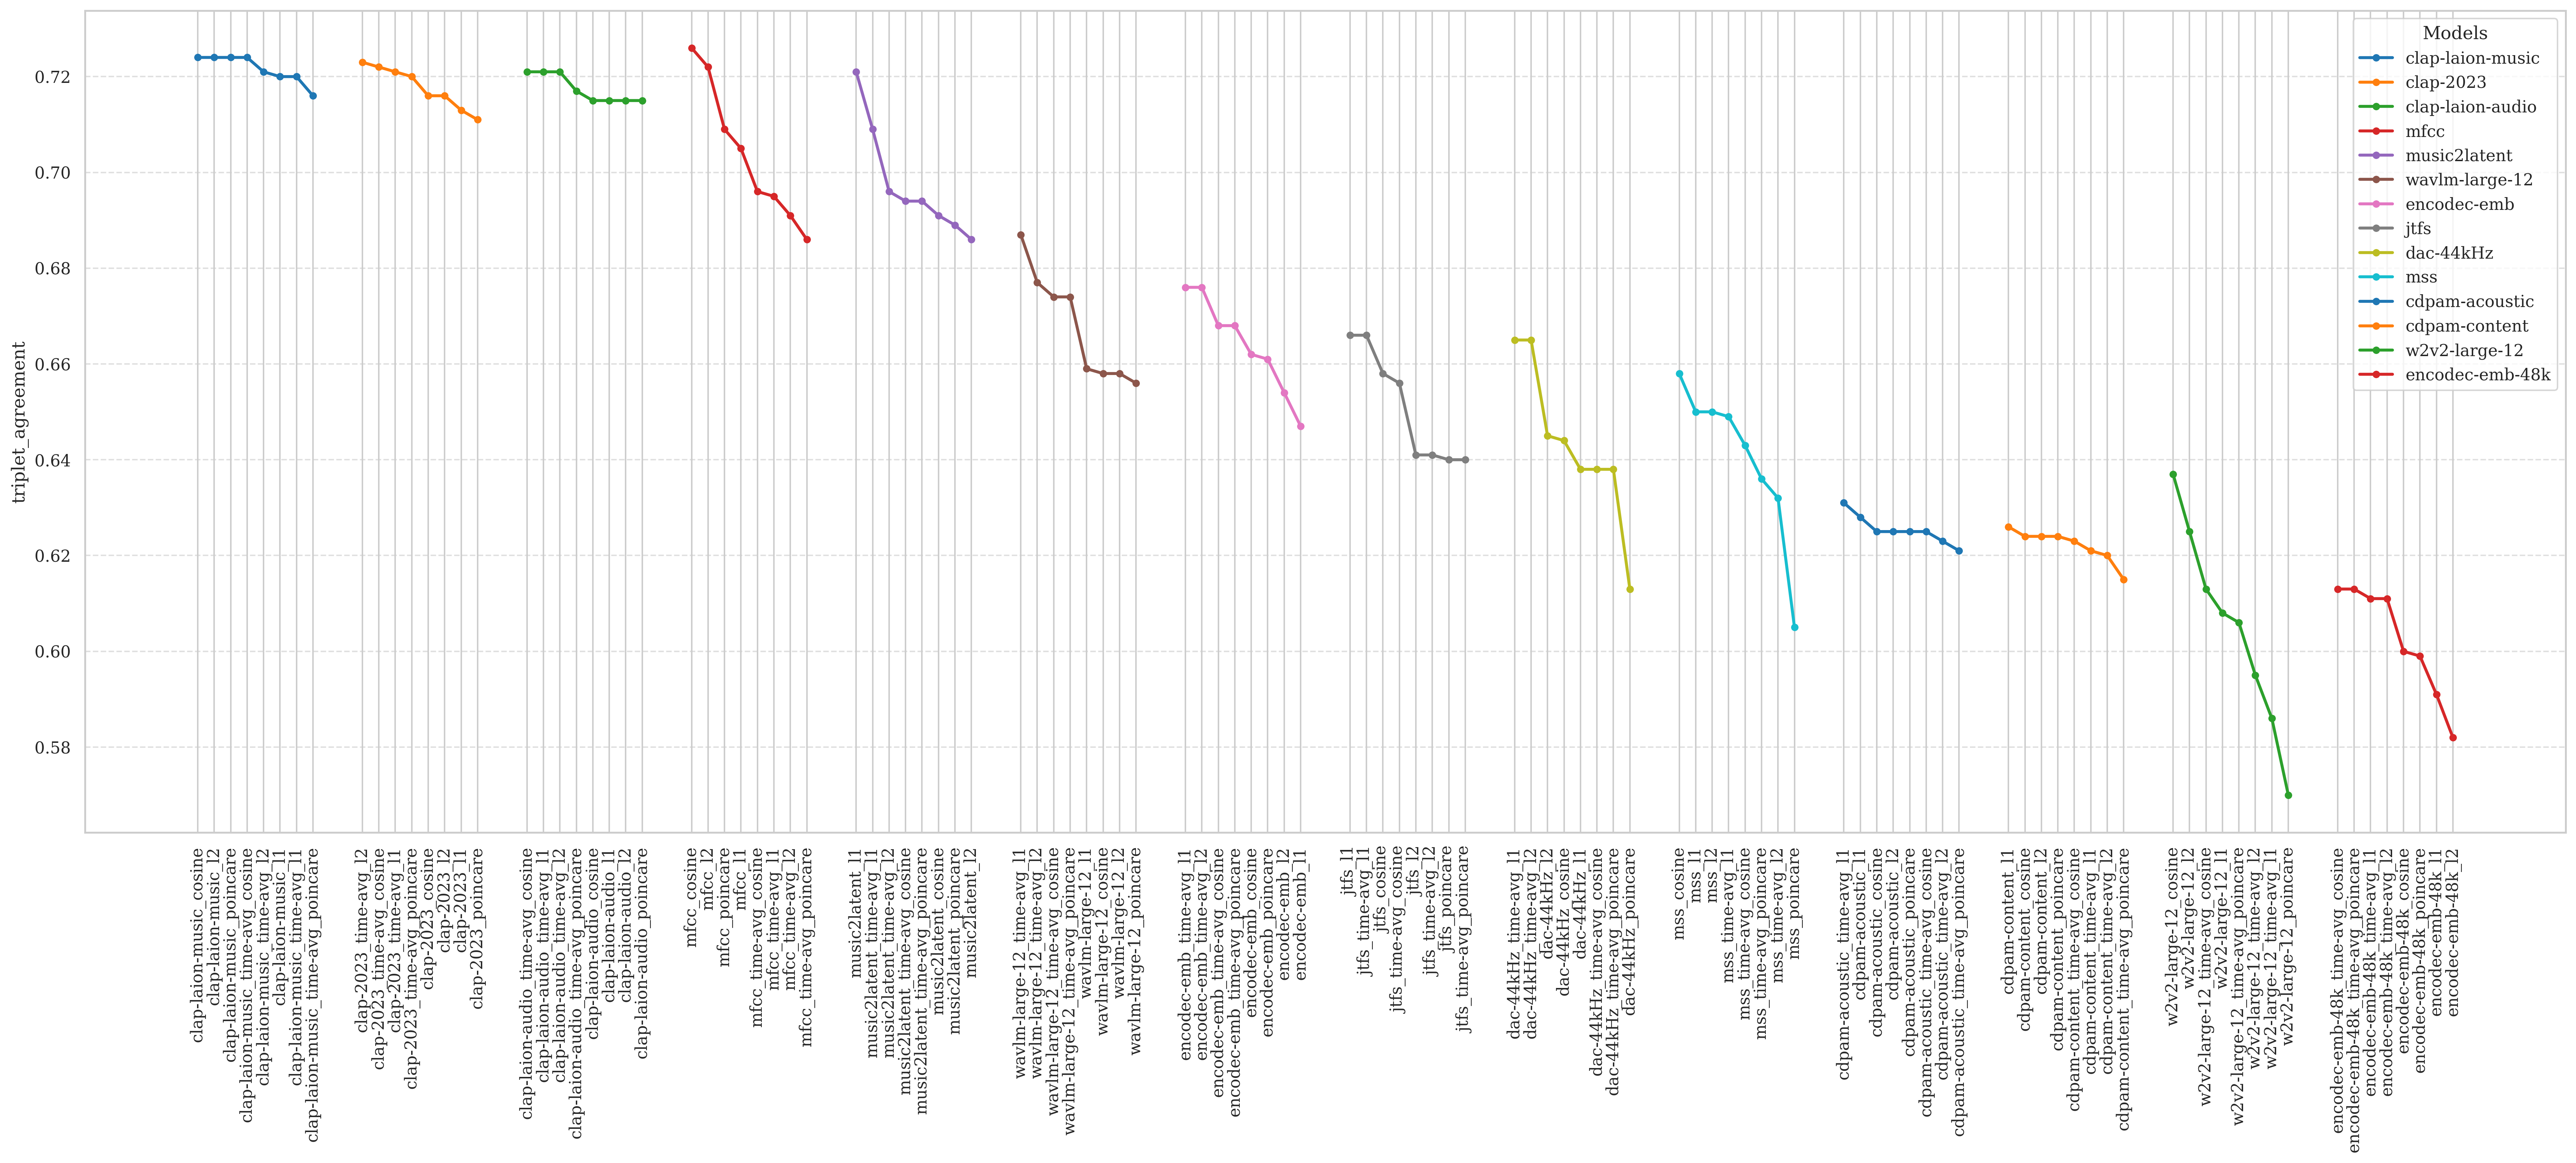 triplet_agreement
0.72
0.70
0.68
0.66
0.64
0.62
0.60
0.58
Models
clap-laion-music
clap-2023
clap-laion-audio
mfcc
music2latent
wavlm-large-12
encodec-emb
jtfs
dac-44kHz
mss
cdpam-acoustic
cdpam-content
w2v2-large-12
encodec-emb-48k
clap-laion-music_cosine
clap-laion-music_l2
clap-laion-music_poincare
clap-laion-music_time-avg_cosine
clap-laion-music_time-avg_l2
clap-laion-music_l1
clap-laion-music_time-avg_l1
clap-laion-music_time-avg_poincare
clap-2023_time-avg_l2
clap-2023_time-avg_cosine
clap-2023_time-avg_l1
clap-2023_time-avg_poincare
clap-2023_cosine
clap-2023_l2
clap-2023_l1
clap-2023_poincare
clap-laion-audio_time-avg_cosine
clap-laion-audio_time-avg_l1
clap-laion-audio_time-avg_l2
clap-laion-audio_time-avg_poincare
clap-laion-audio_cosine
clap-laion-audio_l1
clap-laion-audio_l2
clap-laion-audio_poincare
mfcc_cosine
mfcc_l2
mfcc_poincare
mfcc_l1
mfcc_time-avg_cosine
mfcc_time-avg_l1
mfcc_time-avg_l2
mfcc_time-avg_poincare
music2latent_l1
music2latent_time-avg_l1
music2latent_time-avg_l2
music2latent_time-avg_cosine
music2latent_time-avg_poincare
music2latent_cosine
music2latent_poincare
music2latent_l2
wavlm-large-12_time-avg_l1
wavlm-large-12_time-avg_l2
wavlm-large-12_time-avg_cosine
wavlm-large-12_time-avg_poincare
wavlm-large-12_l1
wavlm-large-12_cosine
wavlm-large-12_l2
wavlm-large-12_poincare
encodec-emb_time-avg_l1
encodec-emb_time-avg_l2
encodec-emb_time-avg_cosine
encodec-emb_time-avg_poincare
encodec-emb_cosine
encodec-emb_poincare
encodec-emb_l2
encodec-emb_l1
jtfs_l1
jtfs_time-avg_l1
jtfs_cosine
jtfs_time-avg_cosine
jtfs_l2
jtfs_time-avg_l2
jtfs_poincare
jtfs_time-avg_poincare
dac-44kHz_time-avg_l1
dac-44kHz_time-avg_l2
dac-44kHz_l2
dac-44kHz_cosine
dac-44kHz_l1
dac-44kHz_time-avg_cosine
dac-44kHz_time-avg_poincare
dac-44kHz_poincare
mss_cosine
mss_l1
mss_l2
mss_time-avg_l1
mss_time-avg_cosine
mss_time-avg_poincare
mss_time-avg_l2
mss_poincare
cdpam-acoustic_time-avg_l1
cdpam-acoustic_l1
cdpam-acoustic_cosine
cdpam-acoustic_l2
cdpam-acoustic_poincare
cdpam-acoustic_time-avg_cosine
cdpam-acoustic_time-avg_l2
cdpam-acoustic_time-avg_poincare
cdpam-content_l1
cdpam-content_cosine
cdpam-content_l2
cdpam-content_poincare
cdpam-content_time-avg_cosine
cdpam-content_time-avg_l1
cdpam-content_time-avg_l2
cdpam-content_time-avg_poincare
w2v2-large-12_cosine
w2v2-large-12_l2
w2v2-large-12_time-avg_cosine
w2v2-large-12_l1
w2v2-large-12_time-avg_poincare
w2v2-large-12_time-avg_l2
w2v2-large-12_time-avg_l1
w2v2-large-12_poincare
encodec-emb-48k_time-avg_cosine
encodec-emb-48k_time-avg_poincare
encodec-emb-48k_time-avg_l1
encodec-emb-48k_time-avg_l2
encodec-emb-48k_cosine
encodec-emb-48k_poincare
encodec-emb-48k_l1
encodec-emb-48k_l2